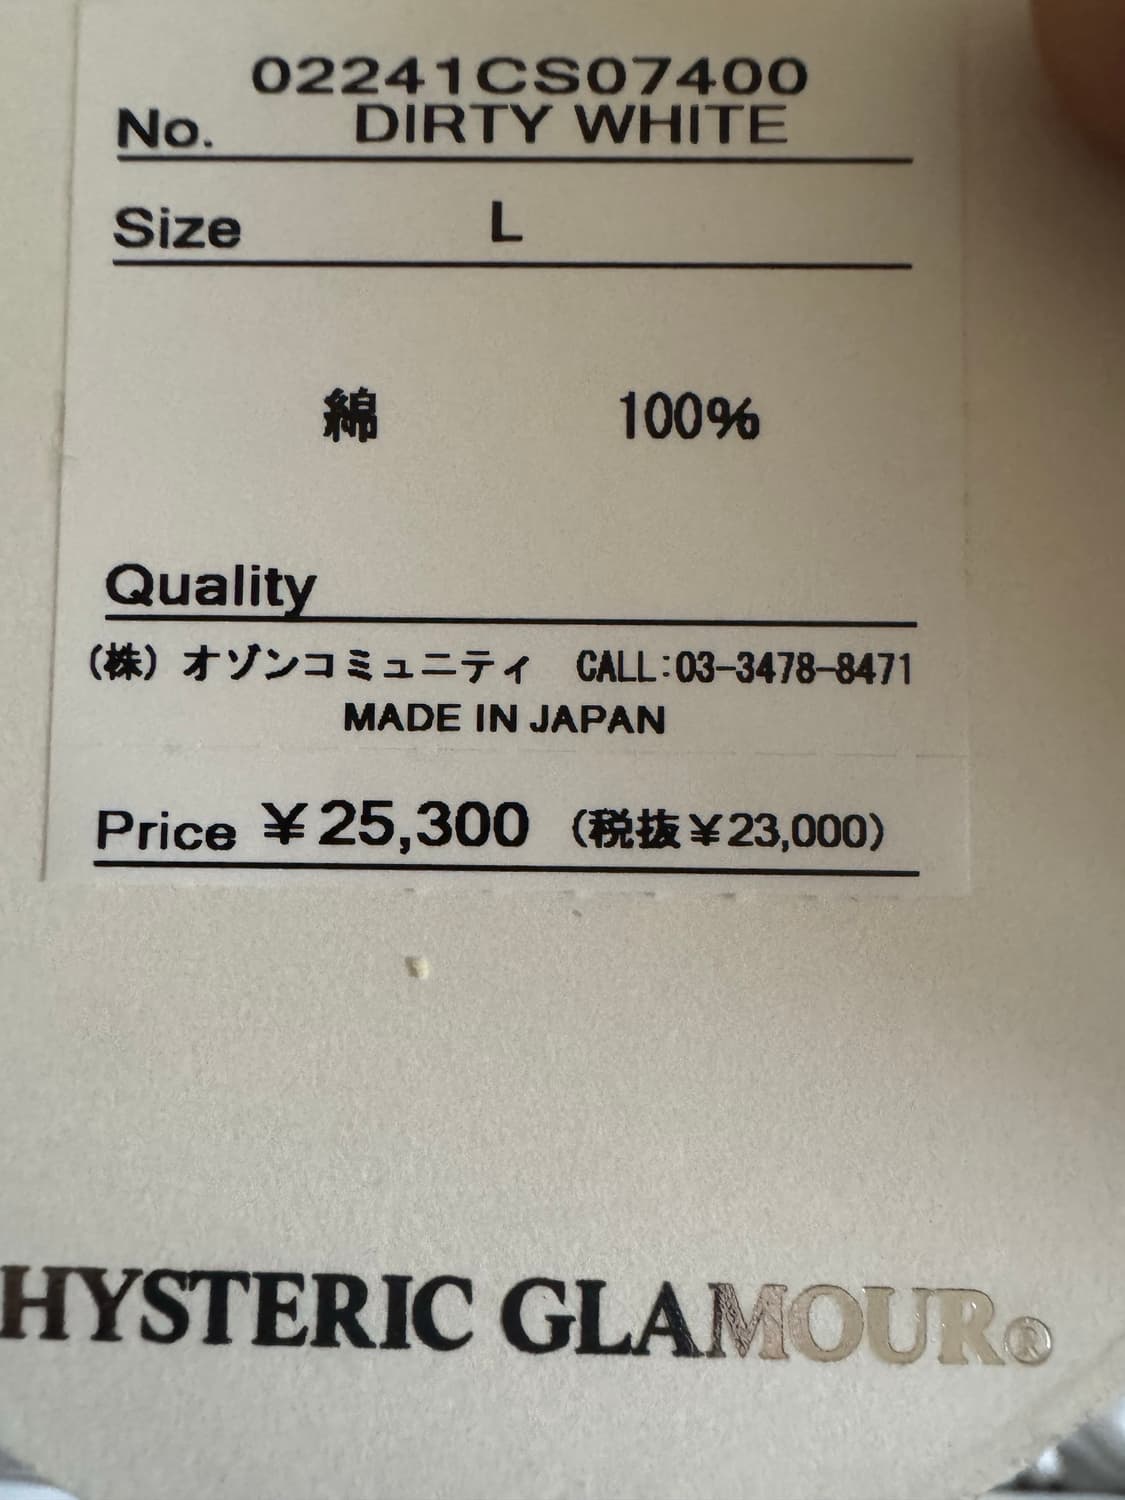 02241CS07400
No. DIRTY WHITE
Size L
綿 100%
Quality
(株) オゾンコミュニティ CALL:03-3478-8471
MADE IN JAPAN
Price ¥25,300 (税抜¥23,000)
HYSTERIC GLAMOUR®